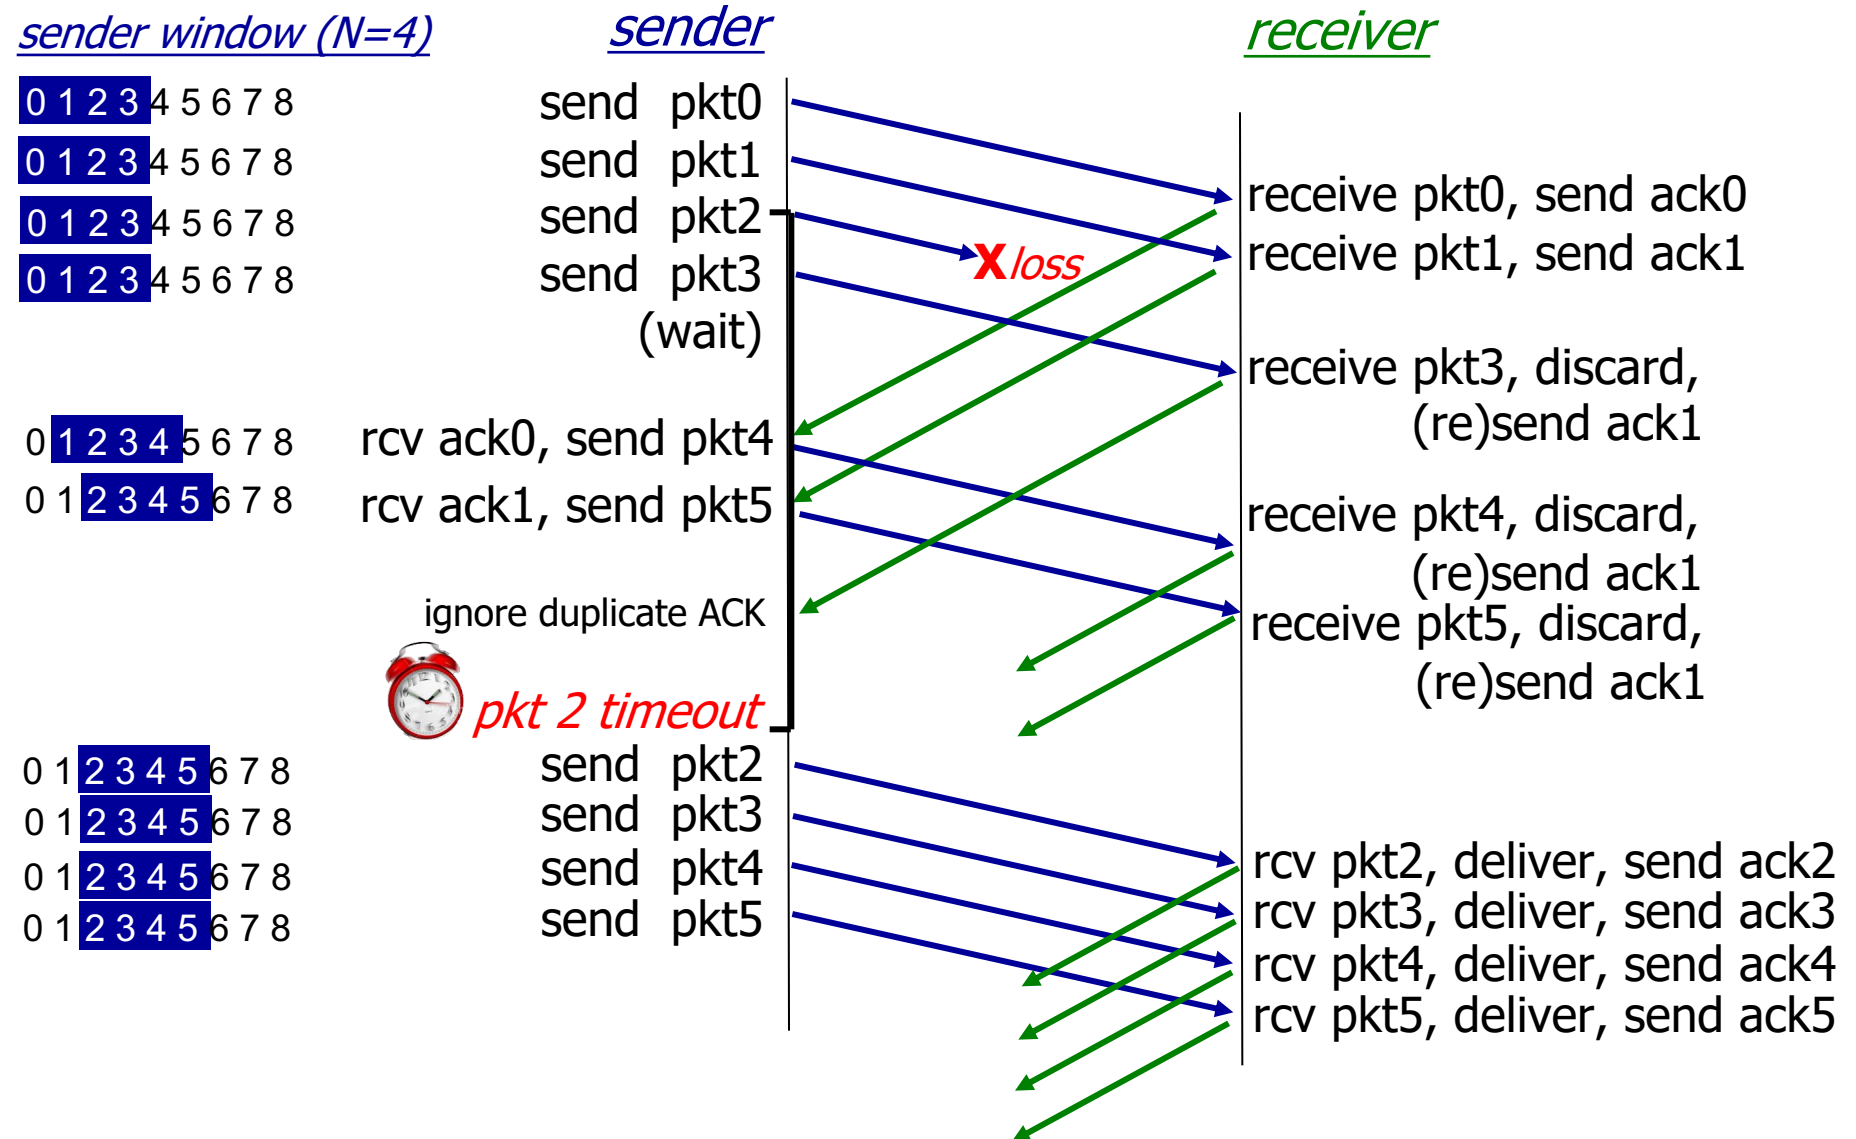 sender window (N=4) sender receiver
0 1 2 3 4 5 6 7 8 send pkt0
0 1 2 3 4 5 6 7 8 send pkt1
receive pkt0, send ack0
0 1 2 3 4 5 6 7 8 send pkt2
X loss
receive pkt1, send ack1
0 1 2 3 4 5 6 7 8 send pkt3
(wait)
receive pkt3, discard,
(re)send ack1
0 1 2 3 4 5 6 7 8 rcv ack0, send pkt4
0 1 2 3 4 5 6 7 8 rcv ack1, send pkt5
receive pkt4, discard,
(re)send ack1
ignore duplicate ACK
receive pkt5, discard,
(re)send ack1
pkt 2 timeout
0 1 2 3 4 5 6 7 8 send pkt2
0 1 2 3 4 5 6 7 8 send pkt3
0 1 2 3 4 5 6 7 8 send pkt4
0 1 2 3 4 5 6 7 8 send pkt5
rcv pkt2, deliver, send ack2
rcv pkt3, deliver, send ack3
rcv pkt4, deliver, send ack4
rcv pkt5, deliver, send ack5